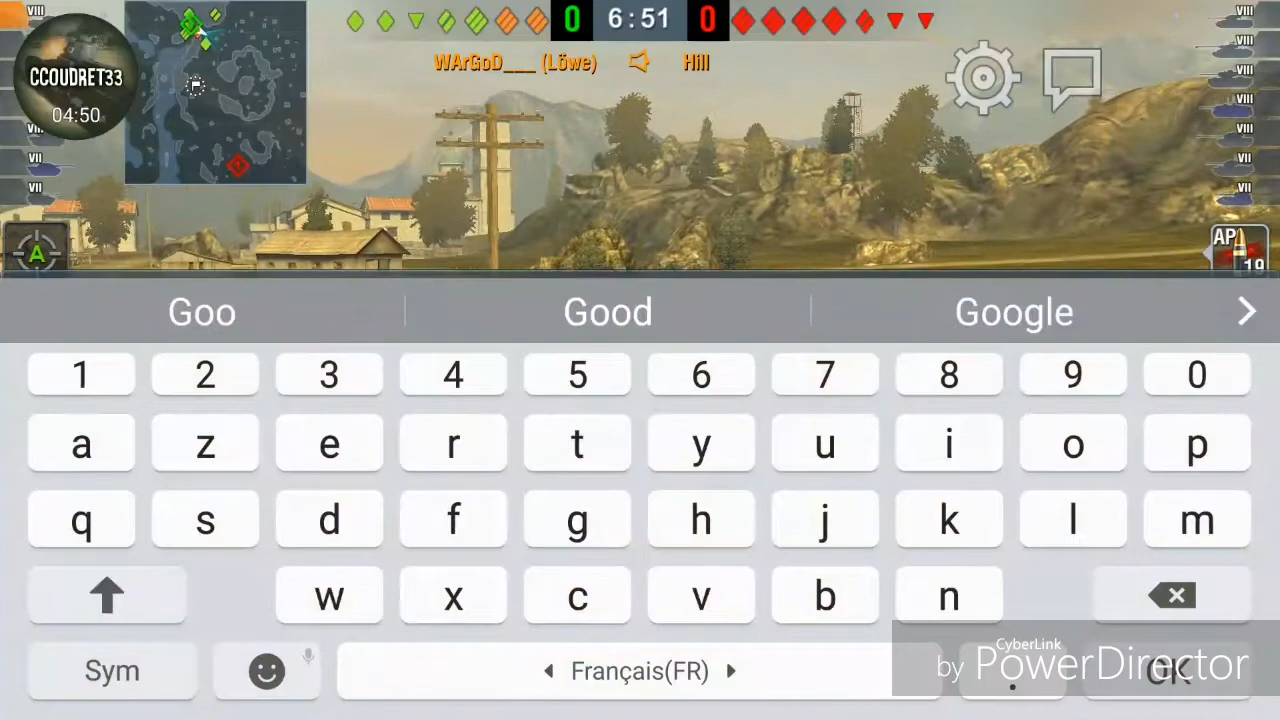 VIII
0 6:51 0
VIII
CCOUDRET33
04:50
WArGoD___ (Löwe) Hill
VIII
VIII
VIII
VIII
VII
VII
VII
VII
A
AP
19
Goo Good Google
1 2 3 4 5 6 7 8 9 0
a z e r t y u i o p
q s d f g h j k l m
w x c v b n
Sym Français(FR) . OK
CyberLink
by PowerDirector